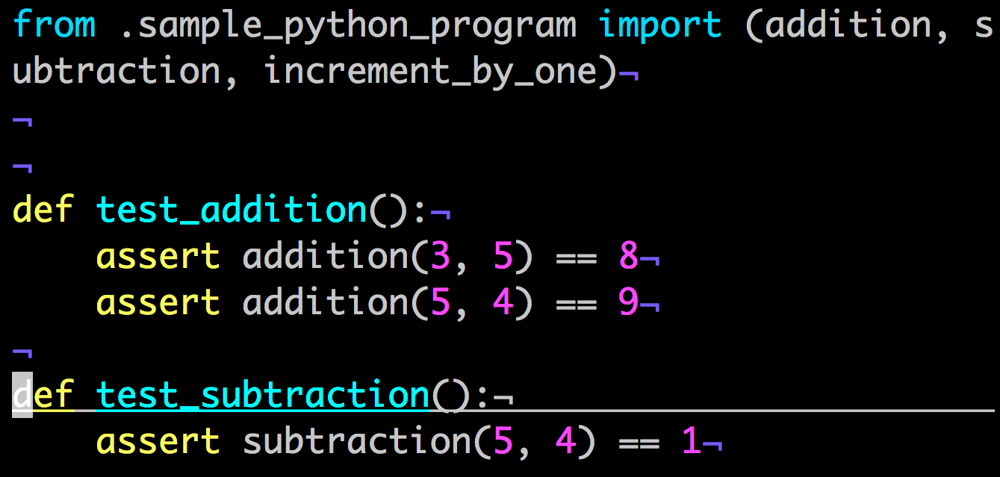 from .sample_python_program import (addition, s
ubtraction, increment_by_one)¬
¬
¬
def test_addition():¬
    assert addition(3, 5) == 8¬
    assert addition(5, 4) == 9¬
¬
def test_subtraction():¬
    assert subtraction(5, 4) == 1¬